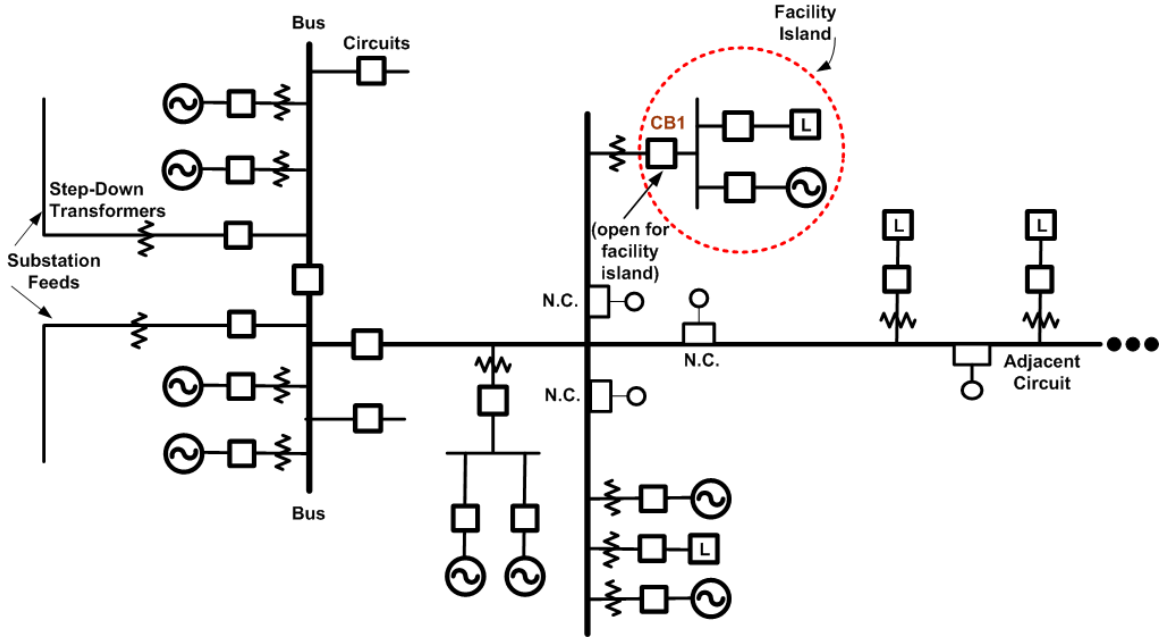 Bus
Circuits
Facility
Island
CB1
L
Step-Down
Transformers
(open for
facility
island)
L
L
Substation
Feeds
N.C.
N.C.
Adjacent
Circuit
N.C.
Bus
L